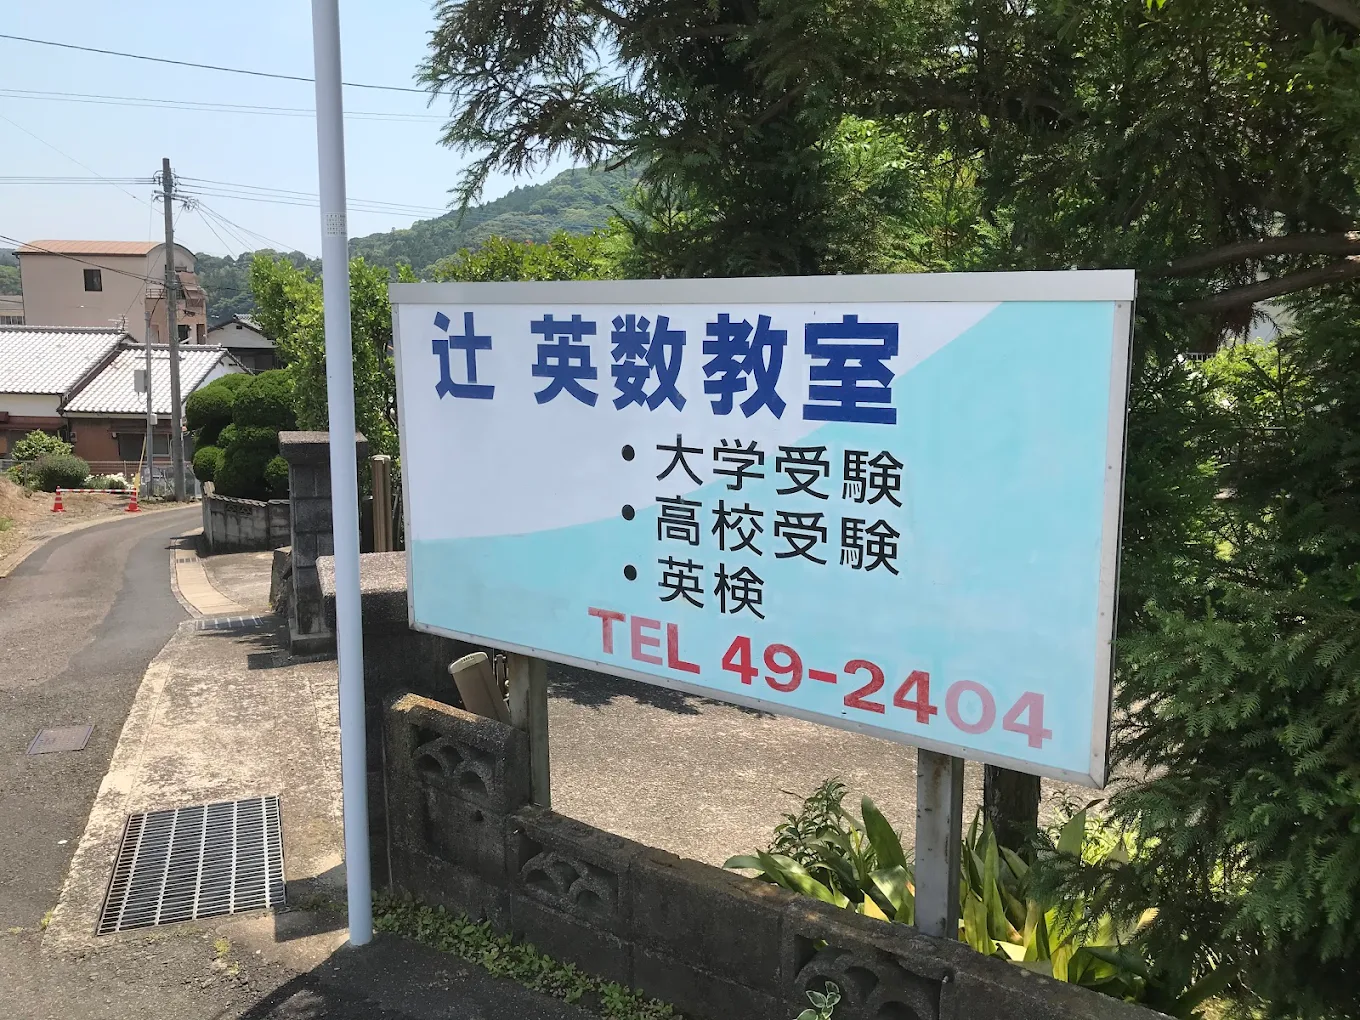 辻 英数教室
・大学受験
・高校受験
・英検
TEL 49-2404